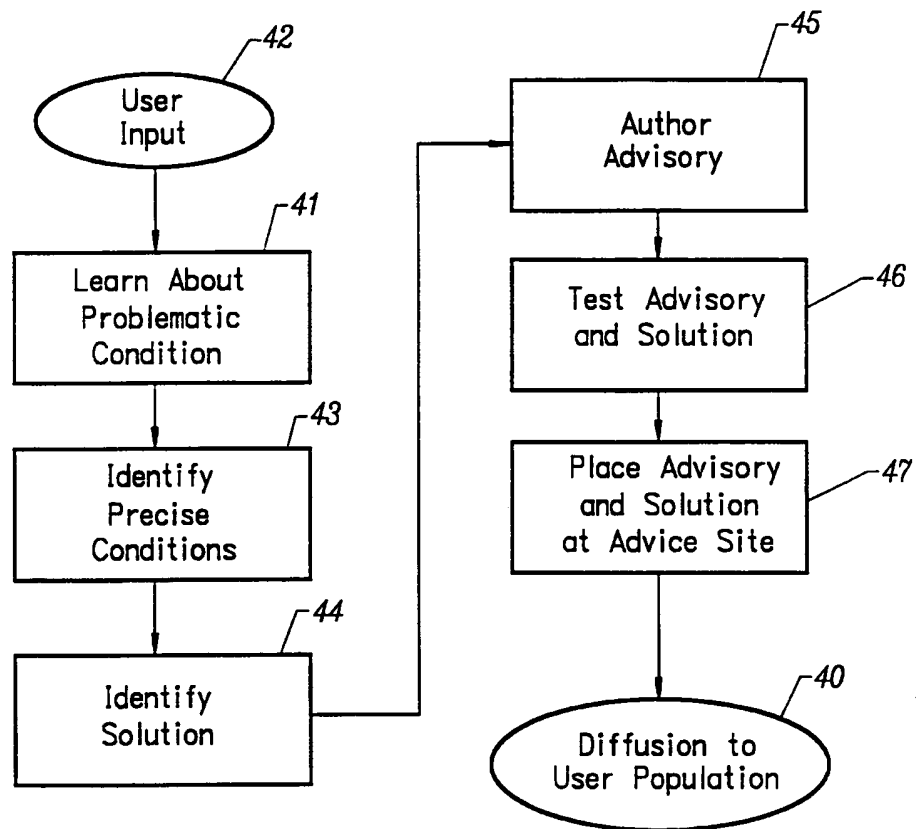 42
User
Input
41
Learn About
Problematic
Condition
43
Identify
Precise
Conditions
44
Identify
Solution
45
Author
Advisory
46
Test Advisory
and Solution
47
Place Advisory
and Solution
at Advice Site
40
Diffusion to
User Population